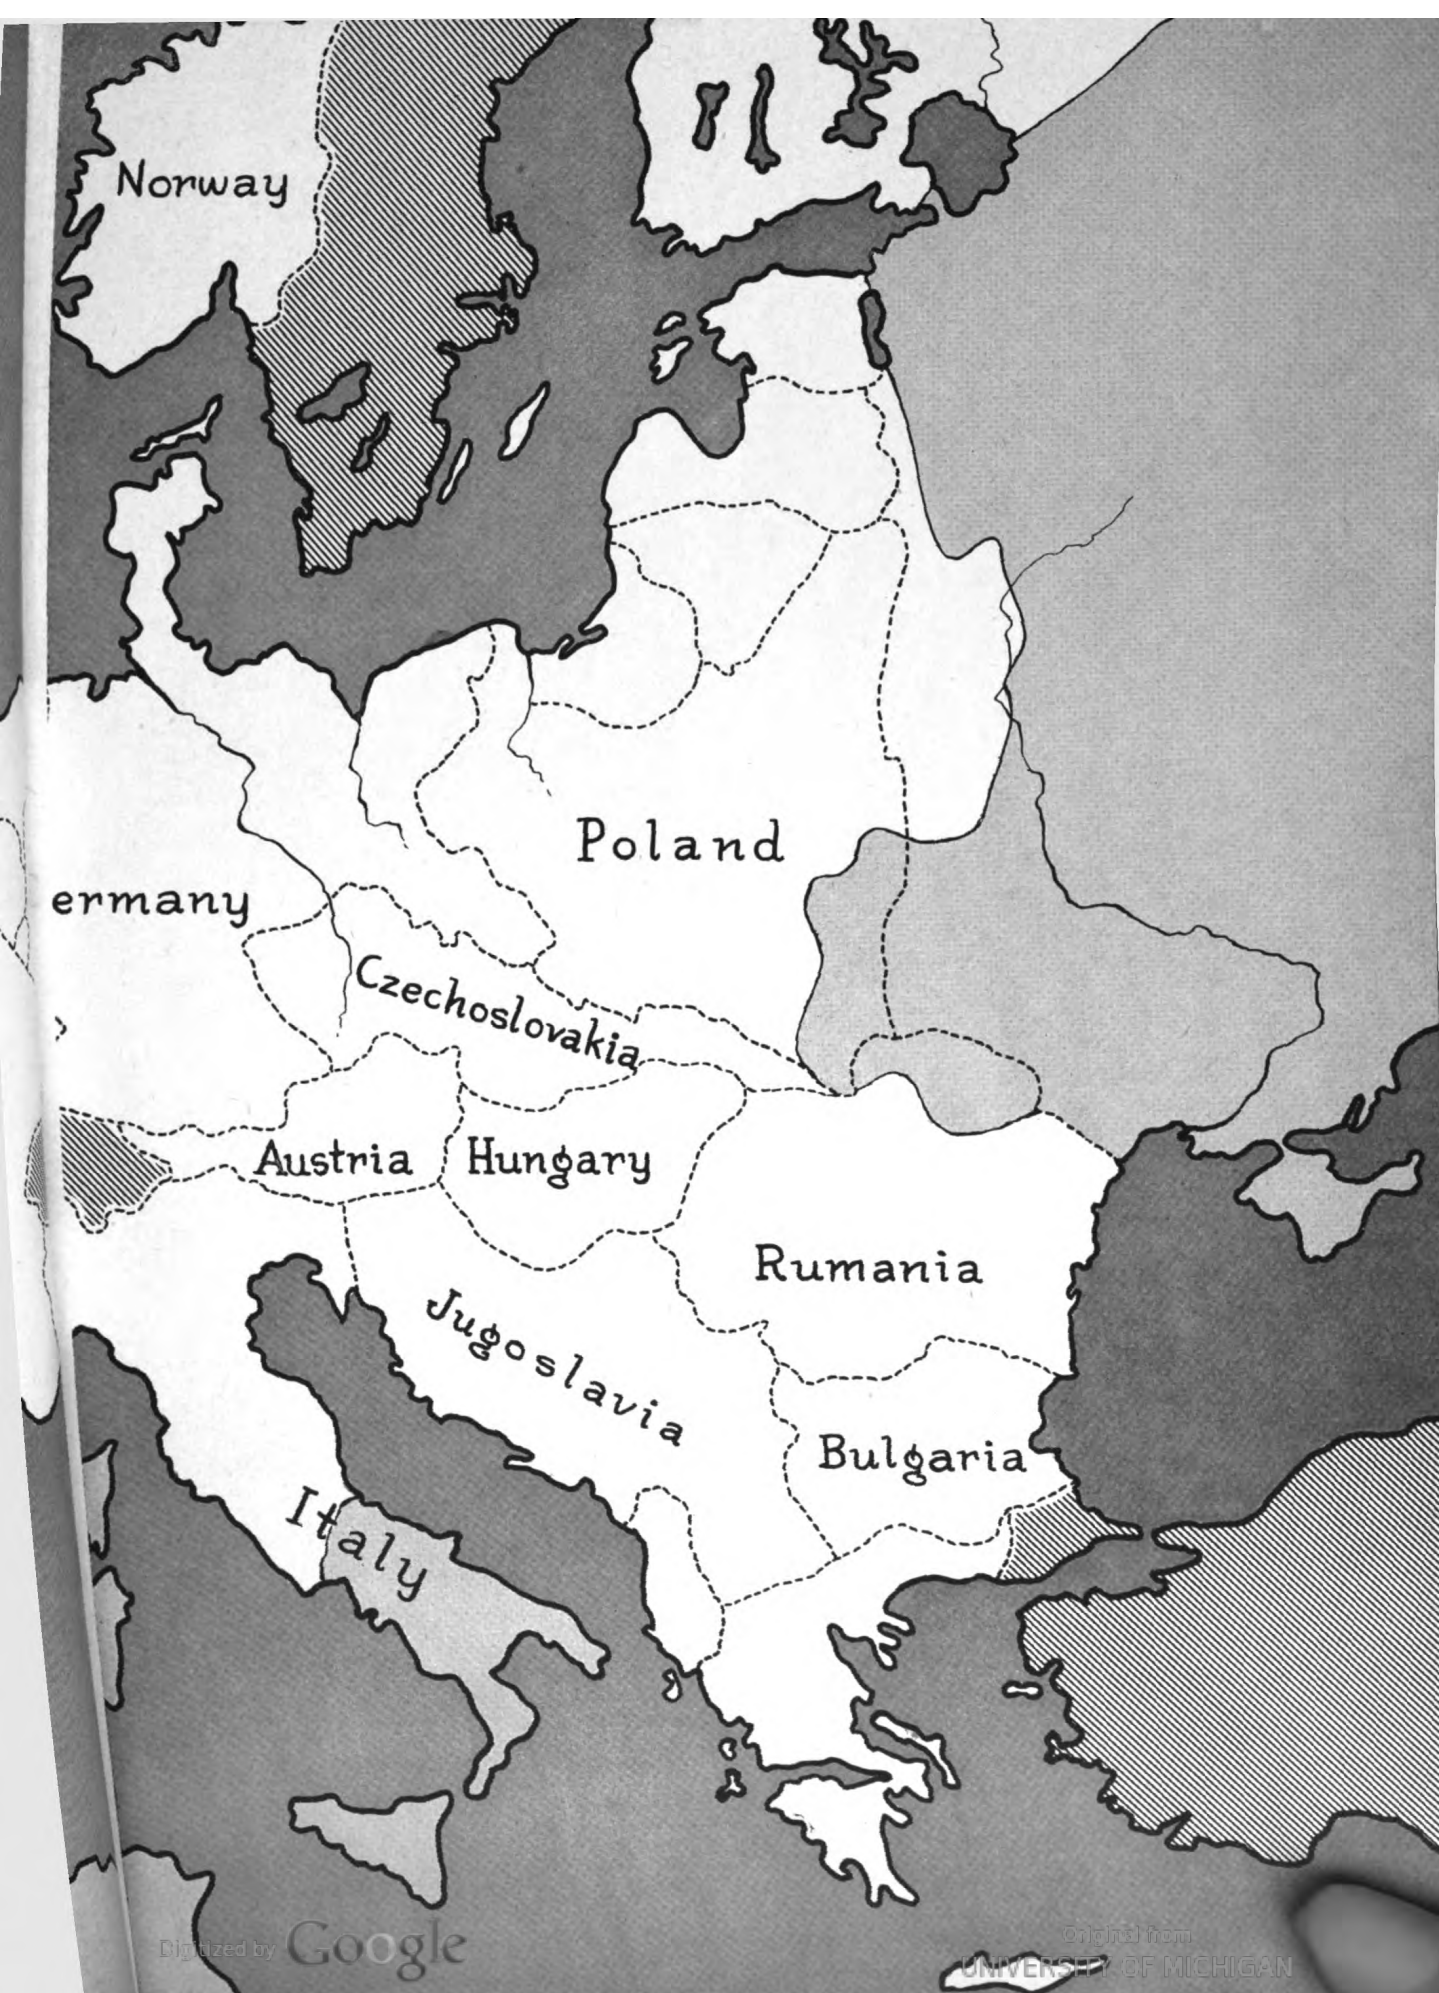 Norway
Poland
ermany
Czechoslovakia
Austria
Hungary
Rumania
Jugoslavia
Bulgaria
Italy
Digitized by Google
Original from
UNIVERSITY OF MICHIGAN